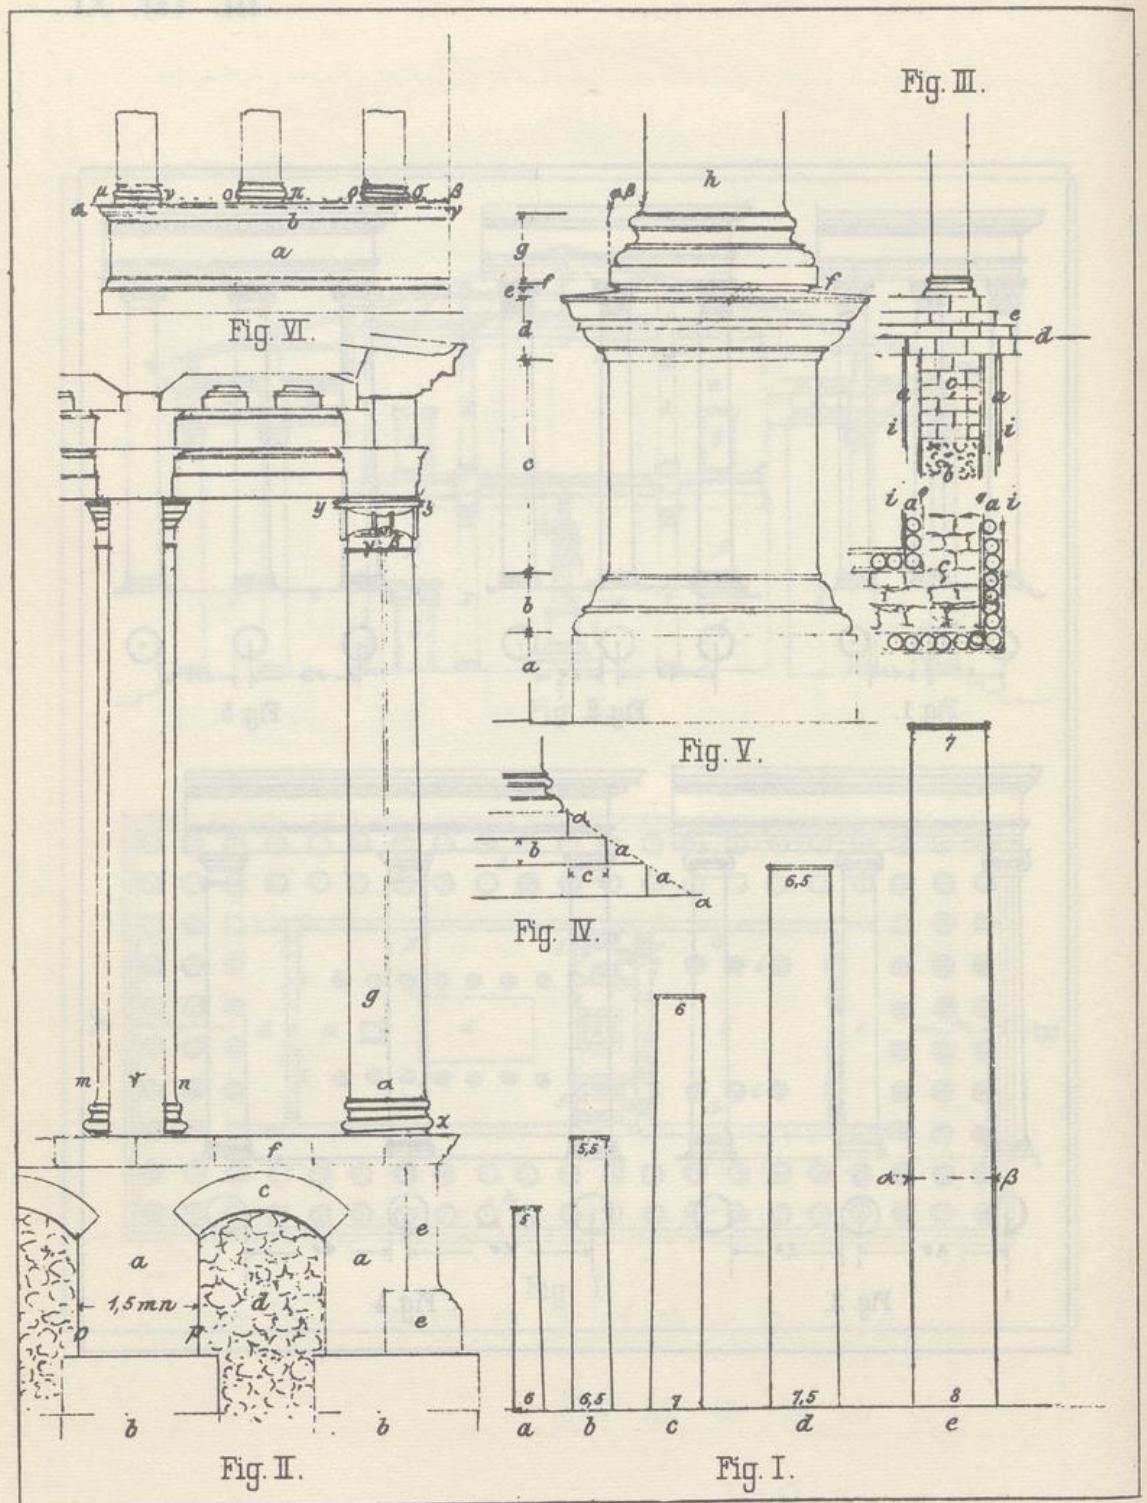 Fig. III.
h
μ ν ο π ρ σ β
α b γ
a
α β
g
f f
e
d
Fig. VI.
e
d
a c a
i i
b
i a a i
c
c
b
a
y z
γ β
Fig. V.
7
α
b a
c a
a
Fig. IV.
6,5
6
g
m r n
α
x
5,5
f
c
e
5
α β
a a
1,5 mn d
o p e
6 6,5 7 7,5 8
a b c d e
b b
Fig. II.
Fig. I.